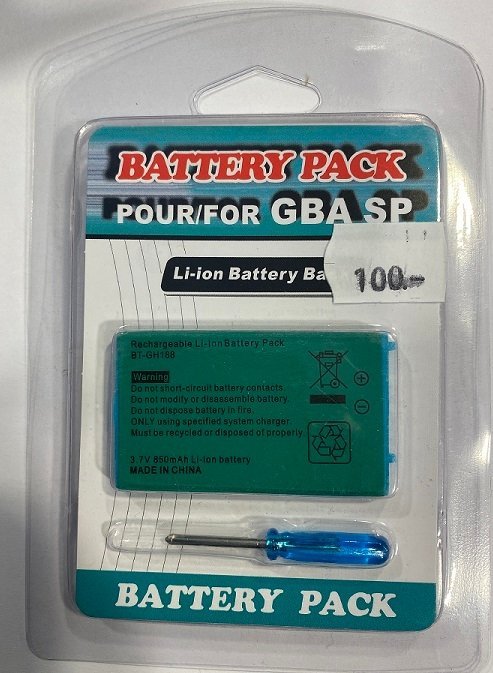 BATTERY PACK
POUR/FOR GBA SP
Li-ion Battery
100.-
Rechargeable Li-Ion Battery Pack
BT-GH188
Warning
Do not short-circuit battery contacts.
Do not modify or disassemble battery.
Do not dispose battery in fire.
ONLY using specified system charger.
Must be recycled or disposed of properly.
3.7V 850mAh Li-ion battery
MADE IN CHINA
BATTERY PACK